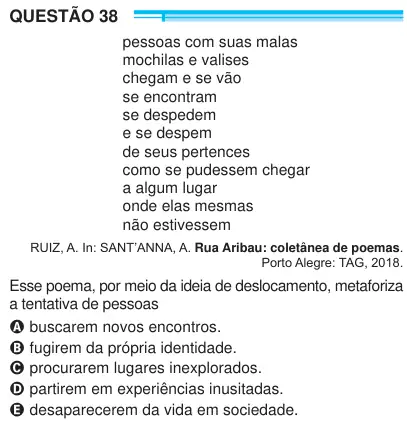 QUESTÃO 38
pessoas com suas malas
mochilas e valises
chegam e se vão
se encontram
se despedem
e se despem
de seus pertences
como se pudessem chegar
a algum lugar
onde elas mesmas
não estivessem
RUIZ, A. In: SANT'ANNA, A. Rua Aribau: coletânea de poemas.
Porto Alegre: TAG, 2018.
Esse poema, por meio da ideia de deslocamento, metaforiza
a tentativa de pessoas
A buscarem novos encontros.
B fugirem da própria identidade.
C procurarem lugares inexplorados.
D partirem em experiências inusitadas.
E desaparecerem da vida em sociedade.